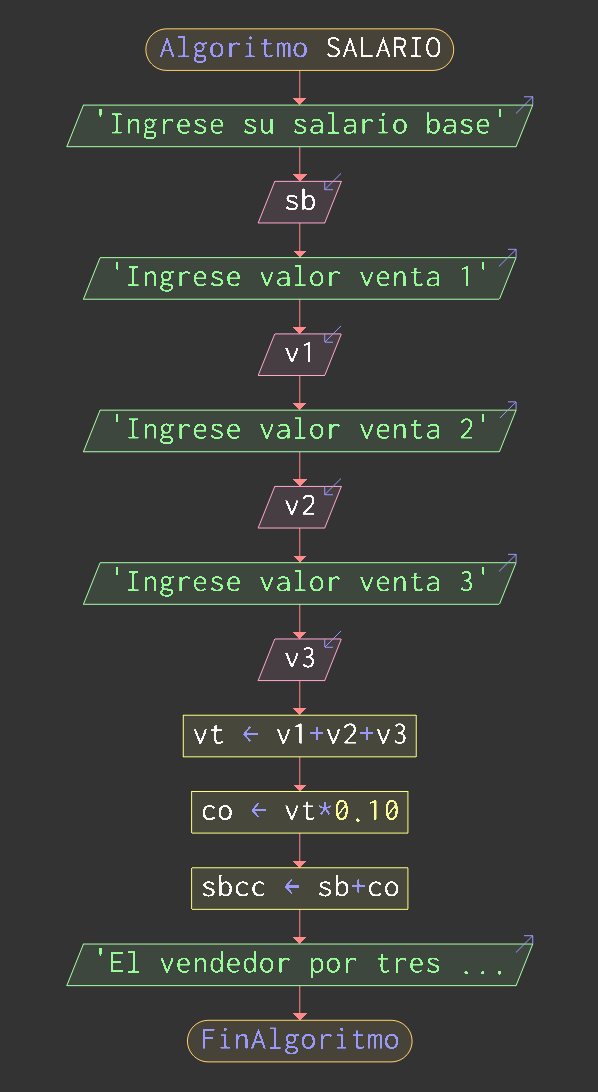 Algoritmo SALARIO
'Ingrese su salario base'
sb
'Ingrese valor venta 1'
v1
'Ingrese valor venta 2'
v2
'Ingrese valor venta 3'
v3
vt ← v1+v2+v3
co ← vt*0.10
sbcc ← sb+co
'El vendedor por tres ...
FinAlgoritmo